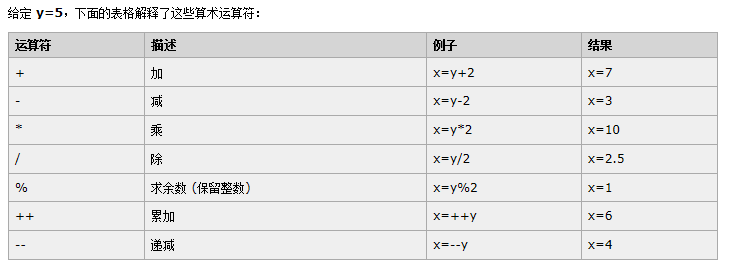 给定 y=5，下面的表格解释了这些算术运算符：
运算符 描述 例子 结果
+ 加 x=y+2 x=7
- 减 x=y-2 x=3
* 乘 x=y*2 x=10
/ 除 x=y/2 x=2.5
% 求余数 (保留整数) x=y%2 x=1
++ 累加 x=++y x=6
-- 递减 x=--y x=4